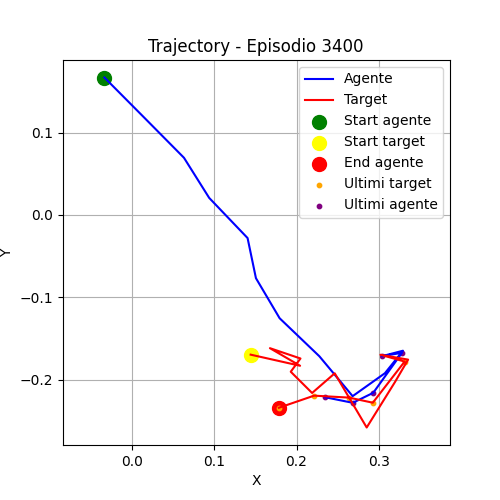 Trajectory - Episodio 3400
Agente
Target
Start agente
Start target
End agente
Ultimi target
Ultimi agente
0.1
0.0
−0.1
−0.2
Y
0.0
0.1
0.2
0.3
X